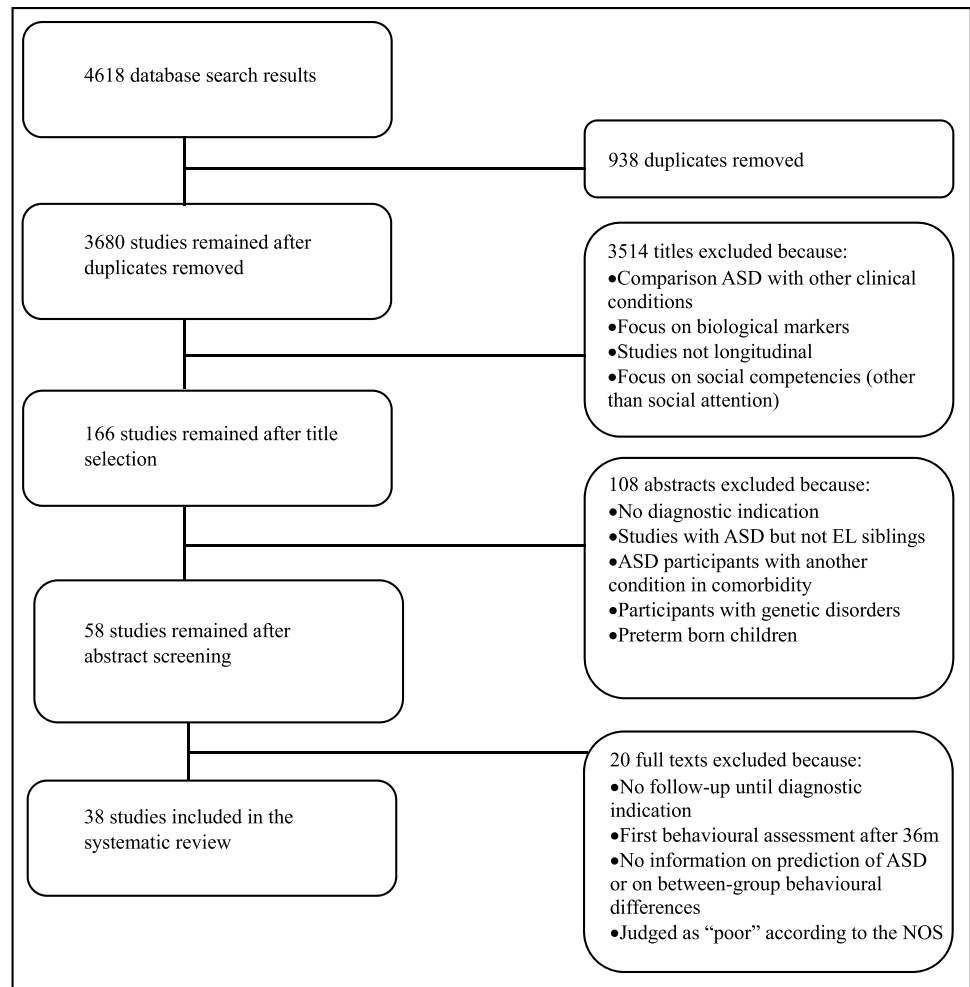 4618 database search results
938 duplicates removed
3680 studies remained after
duplicates removed
3514 titles excluded because:
•Comparison ASD with other clinical
conditions
•Focus on biological markers
•Studies not longitudinal
•Focus on social competencies (other
than social attention)
166 studies remained after title
selection
108 abstracts excluded because:
•No diagnostic indication
•Studies with ASD but not EL siblings
•ASD participants with another
condition in comorbidity
•Participants with genetic disorders
•Preterm born children
58 studies remained after
abstract screening
20 full texts excluded because:
•No follow-up until diagnostic
indication
•First behavioural assessment after 36m
•No information on prediction of ASD
or on between-group behavioural
differences
•Judged as “poor” according to the NOS
38 studies included in the
systematic review